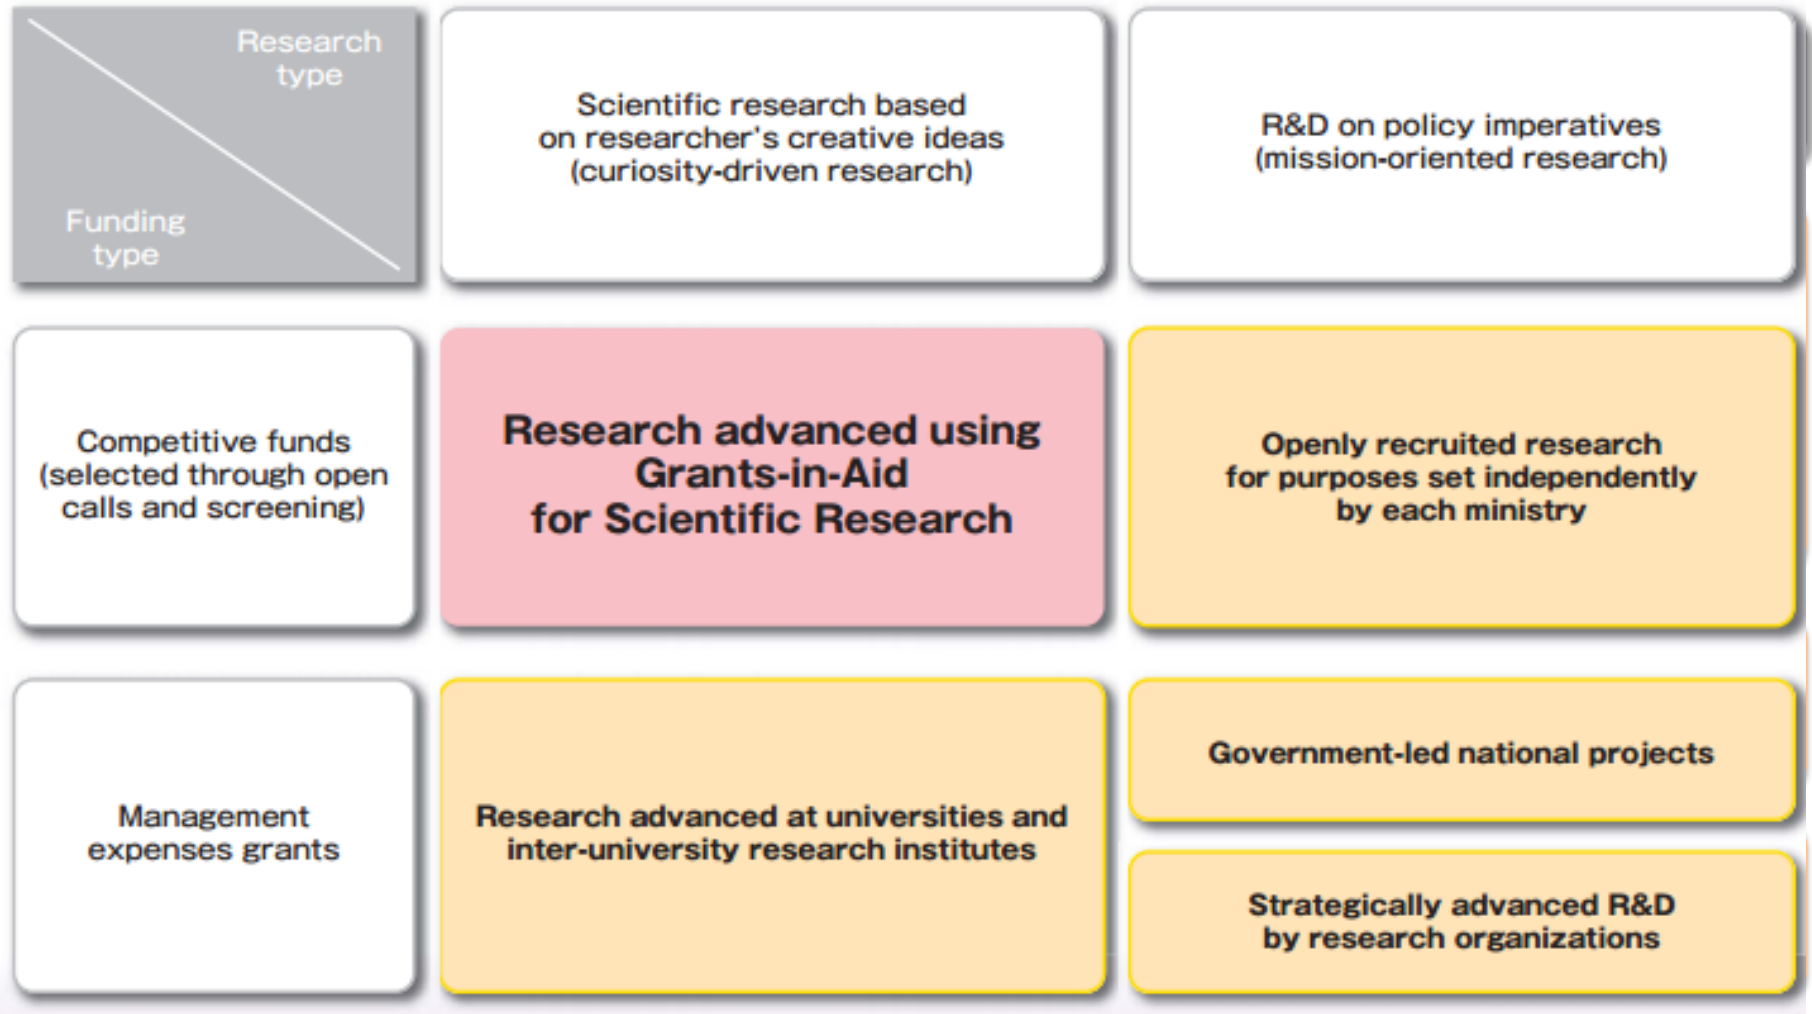 Research
type
Funding
type
Scientific research based
on researcher's creative ideas
(curiosity-driven research)
R&D on policy imperatives
(mission-oriented research)
Competitive funds
(selected through open
calls and screening)
Research advanced using
Grants-in-Aid
for Scientific Research
Openly recruited research
for purposes set independently
by each ministry
Management
expenses grants
Research advanced at universities and
inter-university research institutes
Government-led national projects
Strategically advanced R&D
by research organizations